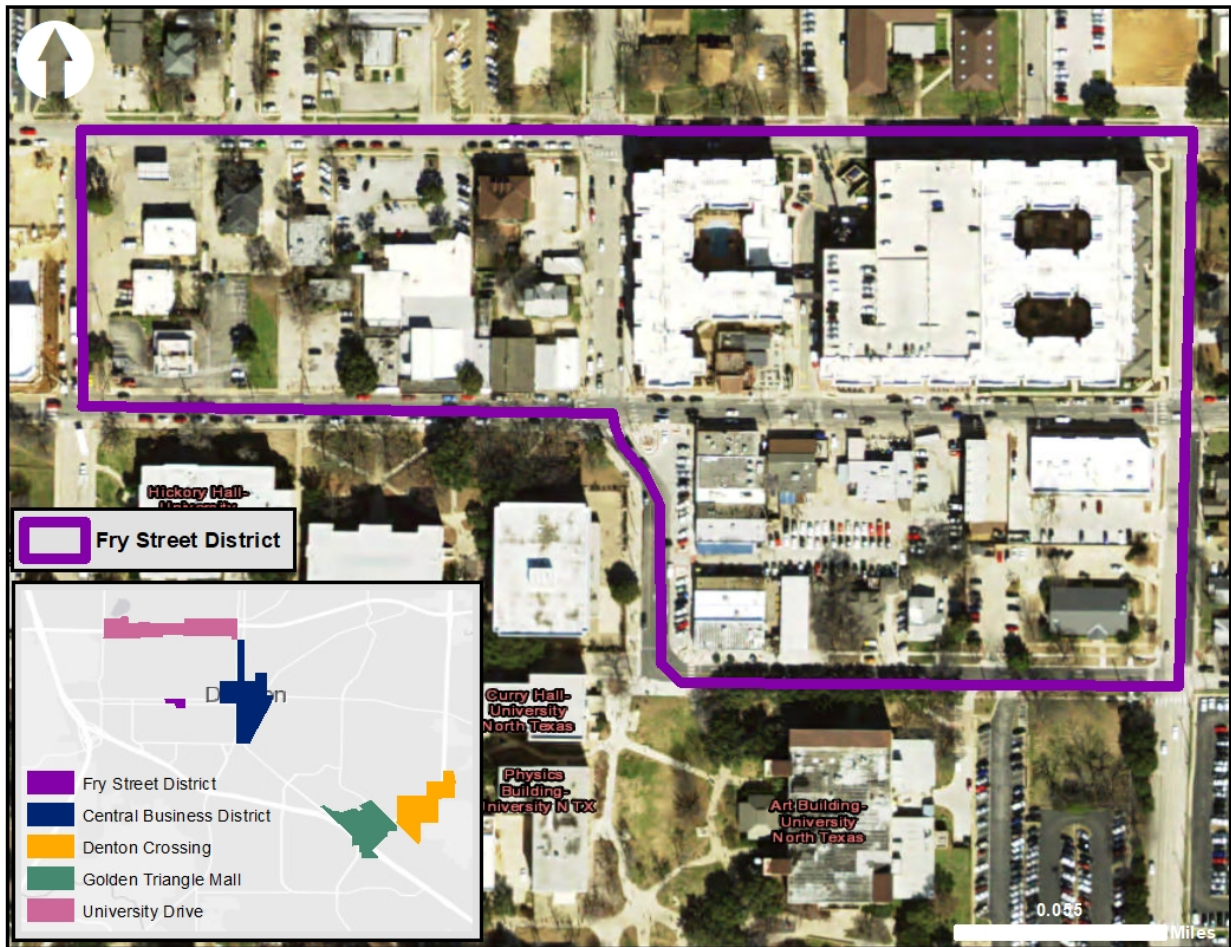 Hickory Hall-
University
Fry Street District
D
n
Fry Street District
Central Business District
Denton Crossing
Golden Triangle Mall
University Drive
Curry Hall-
University
North Texas
Physics
Building-
University N TX
Art Building-
University
North Texas
0.055
Miles